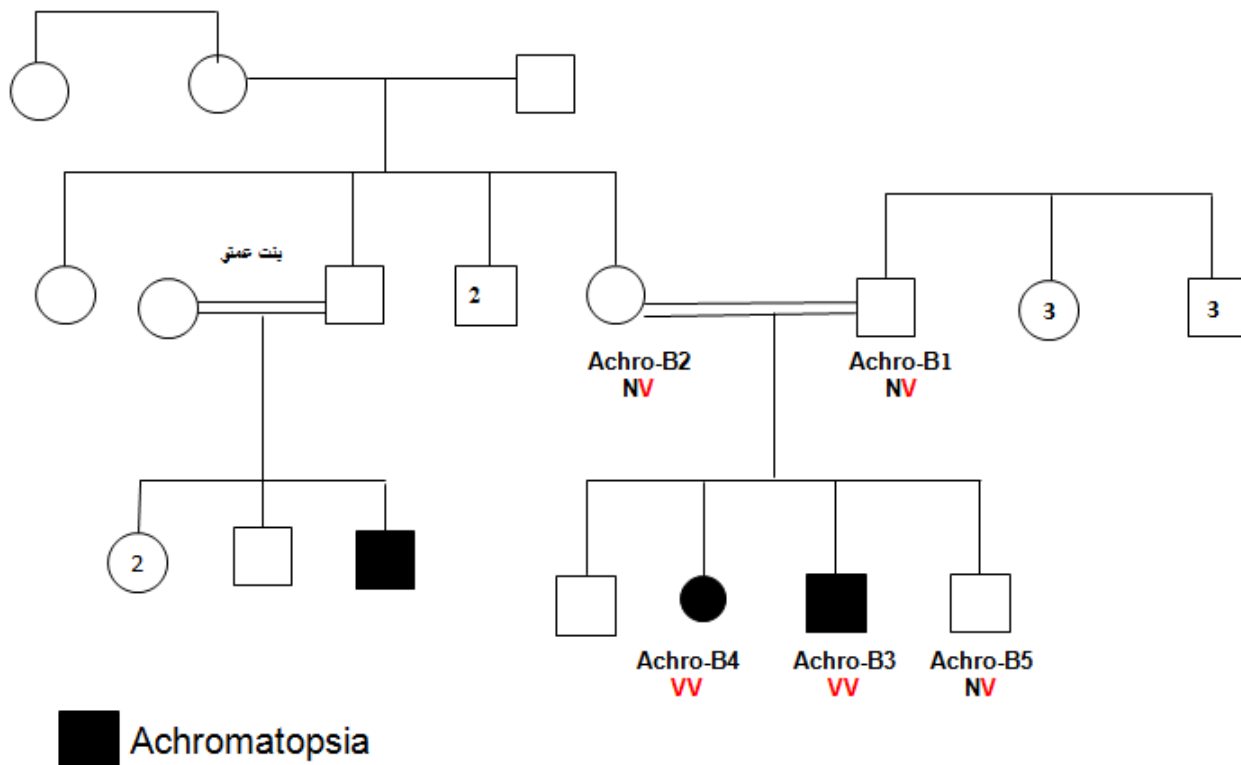 بنت عمتي
2
3
3
Achro-B2
NV
Achro-B1
NV
2
Achro-B4
VV
Achro-B3
VV
Achro-B5
NV
Achromatopsia